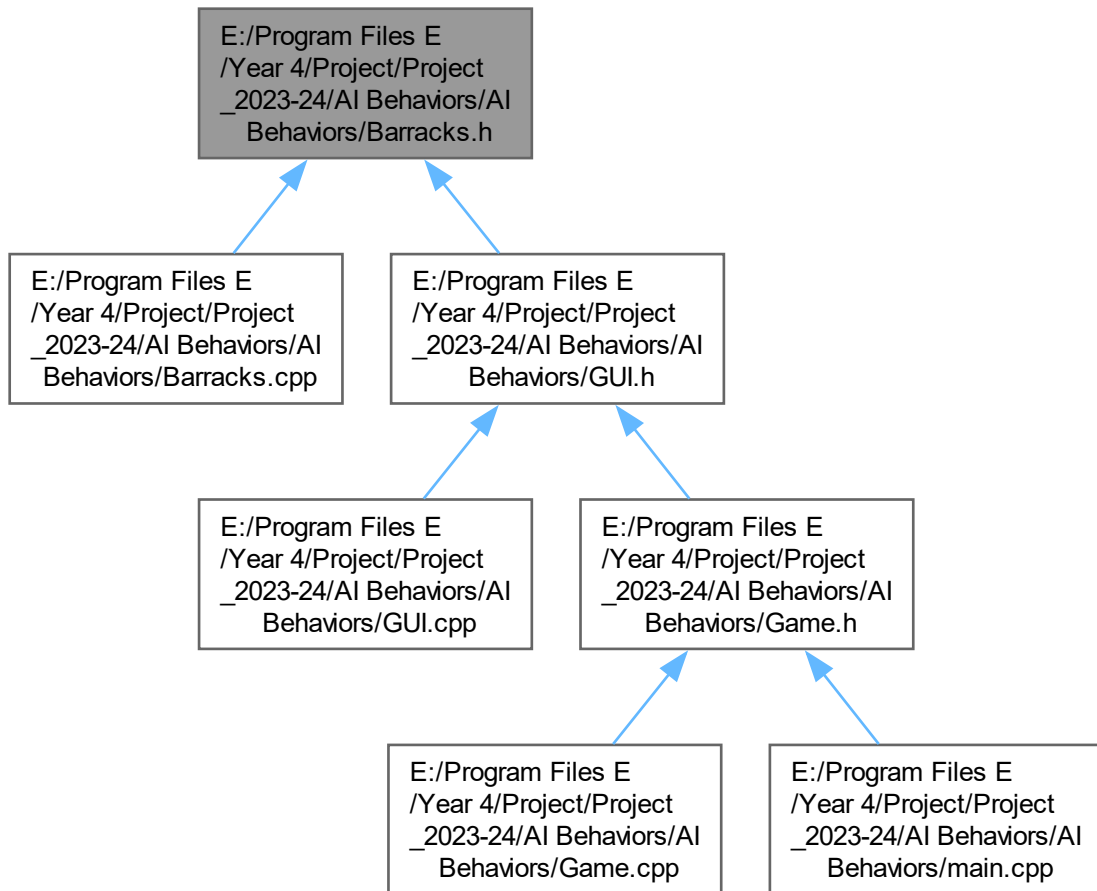 E:/Program Files E
/Year 4/Project/Project
_2023-24/AI Behaviors/AI
Behaviors/Barracks.h
E:/Program Files E
/Year 4/Project/Project
_2023-24/AI Behaviors/AI
Behaviors/Barracks.cpp
E:/Program Files E
/Year 4/Project/Project
_2023-24/AI Behaviors/AI
Behaviors/GUI.h
E:/Program Files E
/Year 4/Project/Project
_2023-24/AI Behaviors/AI
Behaviors/GUI.cpp
E:/Program Files E
/Year 4/Project/Project
_2023-24/AI Behaviors/AI
Behaviors/Game.h
E:/Program Files E
/Year 4/Project/Project
_2023-24/AI Behaviors/AI
Behaviors/Game.cpp
E:/Program Files E
/Year 4/Project/Project
_2023-24/AI Behaviors/AI
Behaviors/main.cpp